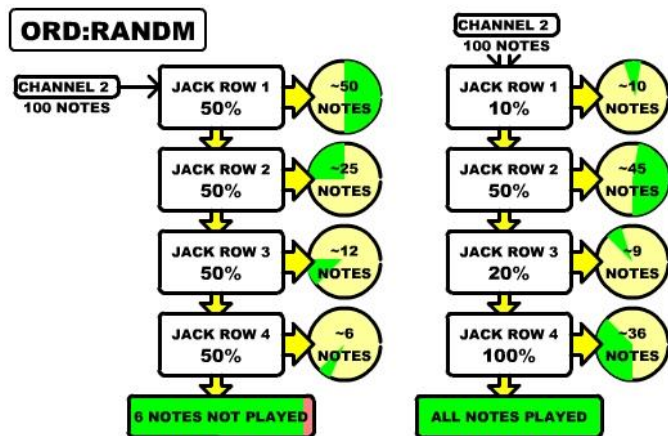 ORD:RANDM
CHANNEL 2
100 NOTES
JACK ROW 1
50%
~50
NOTES
JACK ROW 2
50%
~25
NOTES
JACK ROW 3
50%
~12
NOTES
JACK ROW 4
50%
~6
NOTES
6 NOTES NOT PLAYED
CHANNEL 2
100 NOTES
JACK ROW 1
10%
~10
NOTES
JACK ROW 2
50%
~45
NOTES
JACK ROW 3
20%
~9
NOTES
JACK ROW 4
100%
~36
NOTES
ALL NOTES PLAYED